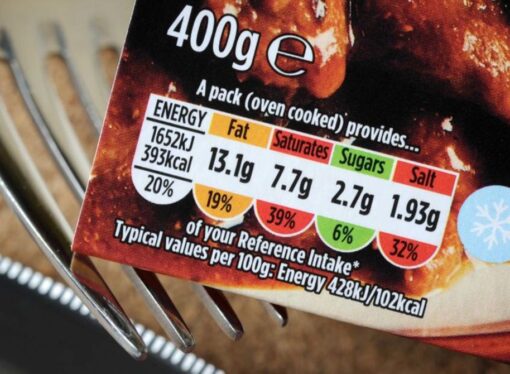 400g ℮
A pack (oven cooked) provides...
ENERGY
1652kJ
393kcal
20%
Fat
13.1g
19%
Saturates
7.7g
39%
Sugars
2.7g
6%
Salt
1.93g
32%
of your Reference Intake*
Typical values per 100g: Energy 428kJ/102kcal